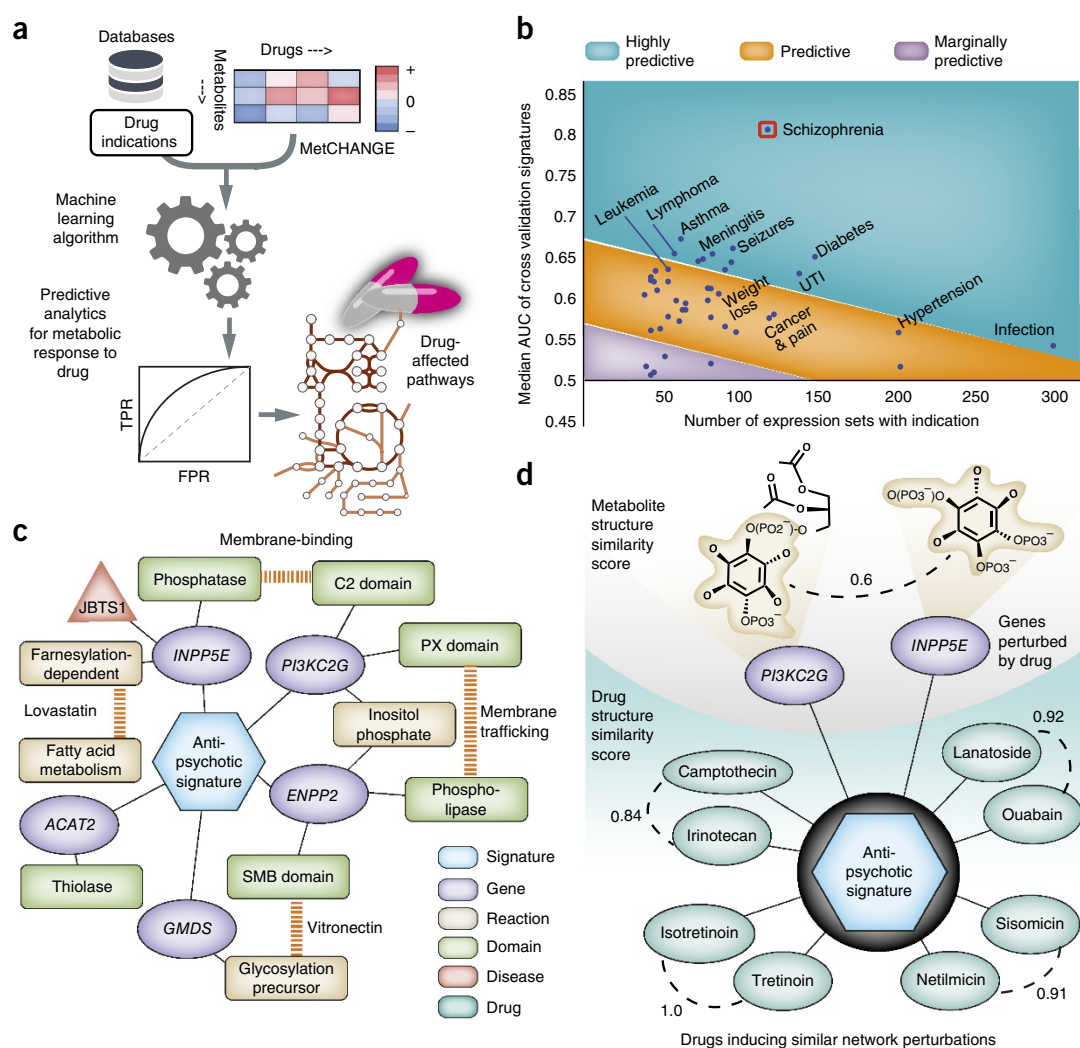 a
Databases
Drugs --->
Metabolites
--->
+
0
–
Drug
indications
MetCHANGE
Machine
learning
algorithm
Predictive
analytics
for metabolic
response to
drug
Drug-
affected
pathways
TPR
FPR
b
Highly
predictive
Predictive
Marginally
predictive
Median AUC of cross validation signatures
0.85
0.8
0.75
0.7
0.65
0.6
0.55
0.5
0.45
Schizophrenia
Leukemia
Lymphoma
Asthma
Meningitis
Seizures
Diabetes
UTI
Weight
loss
Cancer
& pain
Hypertension
Infection
50
100
150
200
250
300
Number of expression sets with indication
c
Membrane-binding
Phosphatase
C2 domain
JBTS1
INPP5E
PI3KC2G
PX domain
Farnesylation-
dependent
Lovastatin
Fatty acid
metabolism
Anti-
psychotic
signature
Inositol
phosphate
Membrane
trafficking
ENPP2
Phospho-
lipase
ACAT2
Thiolase
SMB domain
GMDS
Vitronectin
Glycosylation
precursor
Signature
Gene
Reaction
Domain
Disease
Drug
d
Metabolite
structure
similarity
score
O
O
O
O
O(PO2⁻)-O
O
O
O
O
OPO3⁻
0.6
O(PO3⁻)O
O
O
O
OPO3⁻
OPO3⁻
PI3KC2G
INPP5E
Genes
perturbed
by drug
Drug
structure
similarity
score
Camptothecin
0.84
Irinotecan
Lanatoside
0.92
Ouabain
Anti-
psychotic
signature
Isotretinoin
1.0
Tretinoin
Netilmicin
Sisomicin
0.91
Drugs inducing similar network perturbations